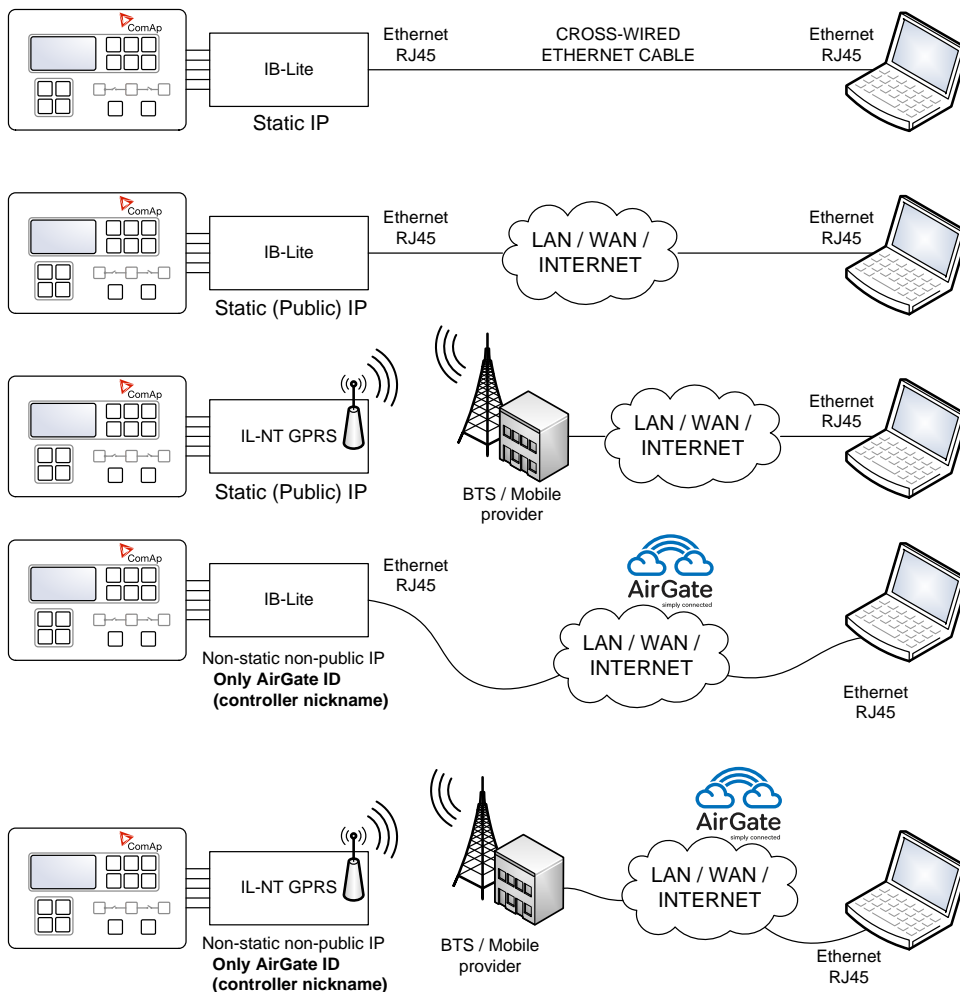 ComAp
IB-Lite
Static IP
Ethernet
RJ45
CROSS-WIRED
ETHERNET CABLE
Ethernet
RJ45
ComAp
IB-Lite
Static (Public) IP
Ethernet
RJ45
LAN / WAN /
INTERNET
Ethernet
RJ45
ComAp
IL-NT GPRS
Static (Public) IP
BTS / Mobile
provider
LAN / WAN /
INTERNET
Ethernet
RJ45
ComAp
IB-Lite
Non-static non-public IP
Only AirGate ID
(controller nickname)
Ethernet
RJ45
AirGate
simply connected
LAN / WAN /
INTERNET
Ethernet
RJ45
ComAp
IL-NT GPRS
Non-static non-public IP
Only AirGate ID
(controller nickname)
BTS / Mobile
provider
AirGate
simply connected
LAN / WAN /
INTERNET
Ethernet
RJ45